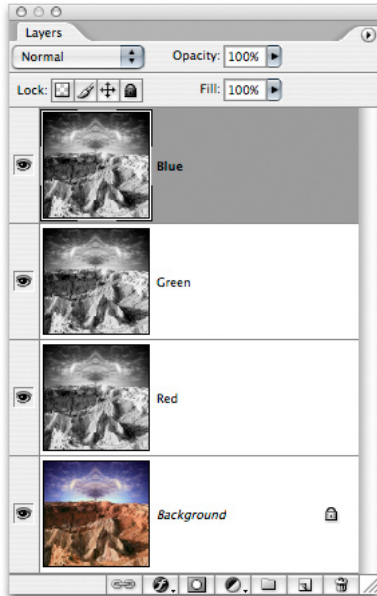 Layers
Normal Opacity: 100%
Lock: Fill: 100%
Blue
Green
Red
Background